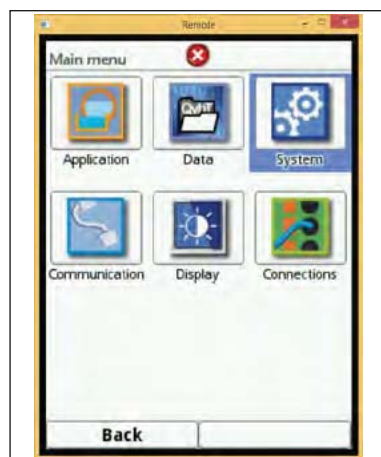 Remote
Main menu
Application Data System
Communication Display Connections
Back